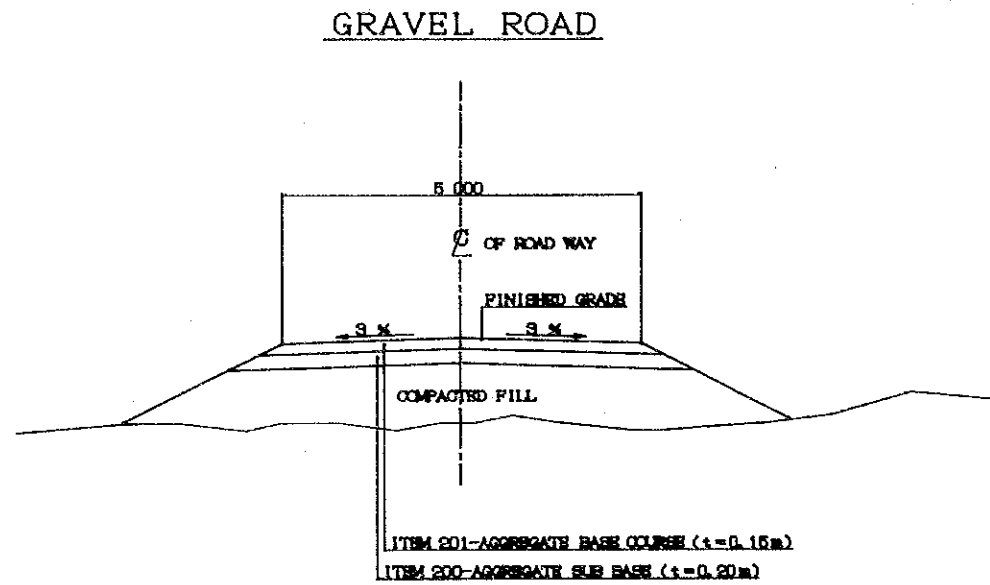 GRAVEL ROAD
5 000
℄ OF ROAD WAY
FINISHED GRADE
3 % 3 %
COMPACTED FILL
ITEM 201-AGGREGATE BASE COURSE (t=0.15m)
ITEM 200-AGGREGATE SUB BASE (t=0.20m)